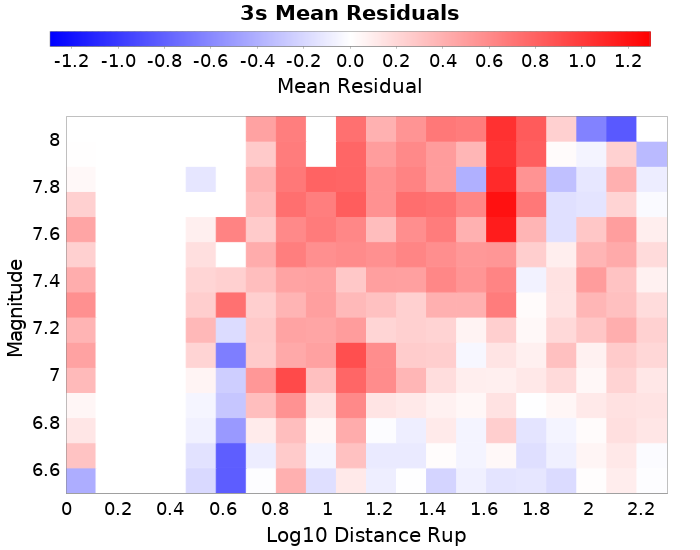 3s Mean Residuals
-1.2 -1.0 -0.8 -0.6 -0.4 -0.2 0.0 0.2 0.4 0.6 0.8 1.0 1.2
Mean Residual
8
7.8
7.6
7.4
7.2
7
6.8
6.6
Magnitude
0 0.2 0.4 0.6 0.8 1 1.2 1.4 1.6 1.8 2 2.2
Log10 Distance Rup